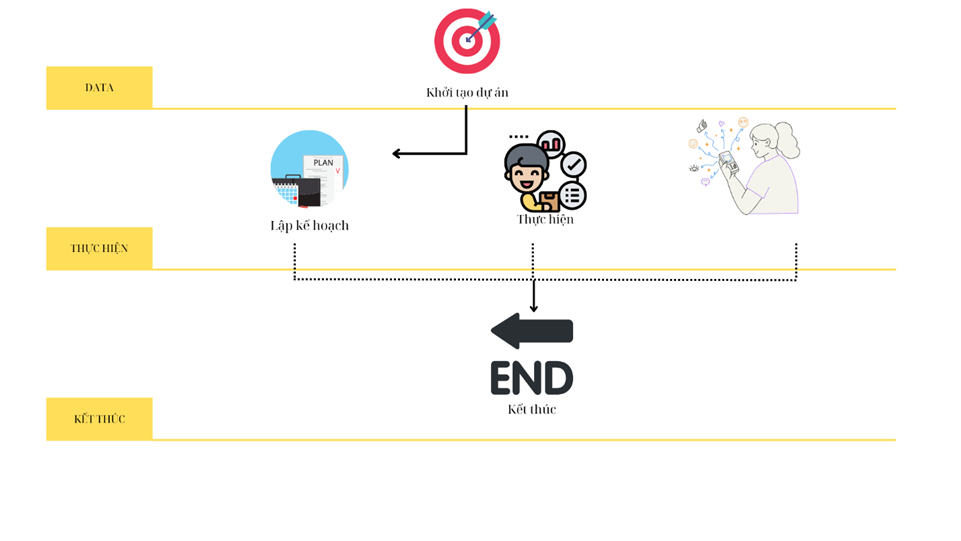 DATA
Khởi tạo dự án
PLAN
V
Lập kế hoạch
Thực hiện
THỰC HIỆN
END
Kết thúc
KẾT THÚC